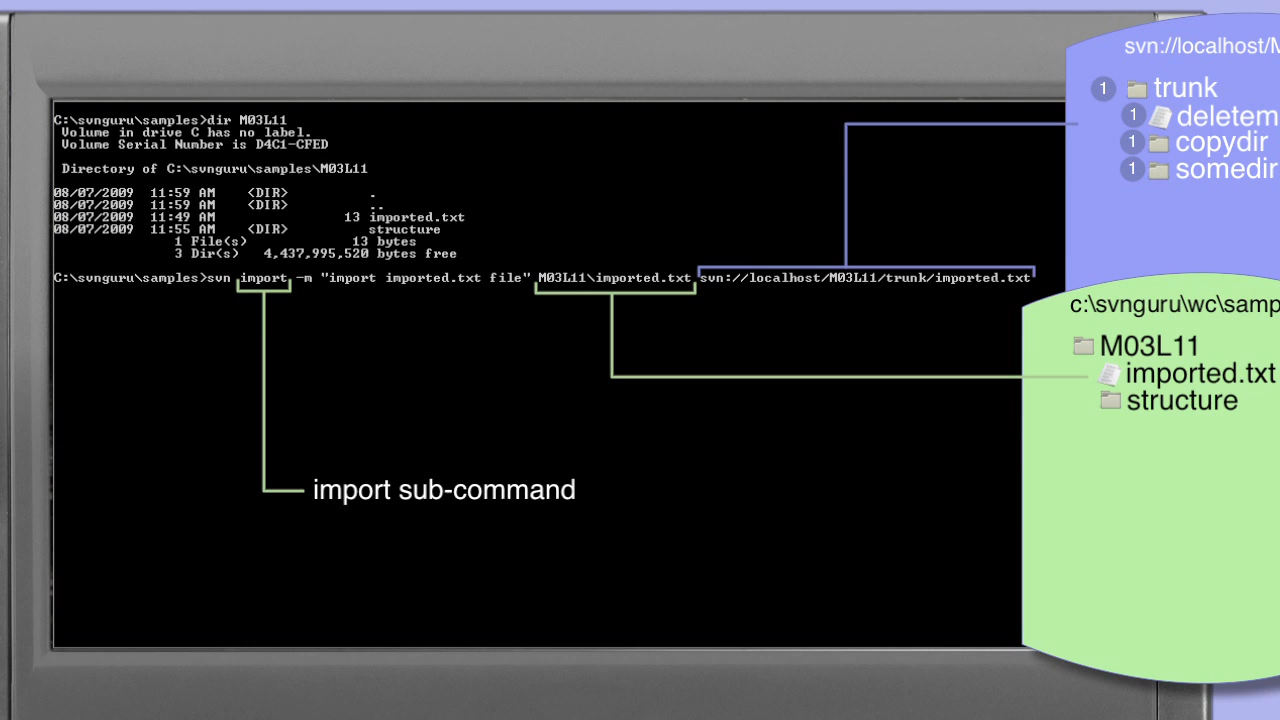 C:\svnguru\samples>dir M03L11
Volume in drive C has no label.
Volume Serial Number is D4C1-CFED
Directory of C:\svnguru\samples\M03L11
08/07/2009 11:59 AM <DIR> .
08/07/2009 11:59 AM <DIR> ..
08/07/2009 11:49 AM 13 imported.txt
08/07/2009 11:55 AM <DIR> structure
1 File(s) 13 bytes
3 Dir(s) 4,437,995,520 bytes free
C:\svnguru\samples>svn import -m "import imported.txt file" M03L11\imported.txt svn://localhost/M03L11/trunk/imported.txt
import sub-command
svn://localhost/M
1 trunk
1 deletem
1 copydir
1 somedir
c:\svnguru\wc\samp
M03L11
imported.txt
structure